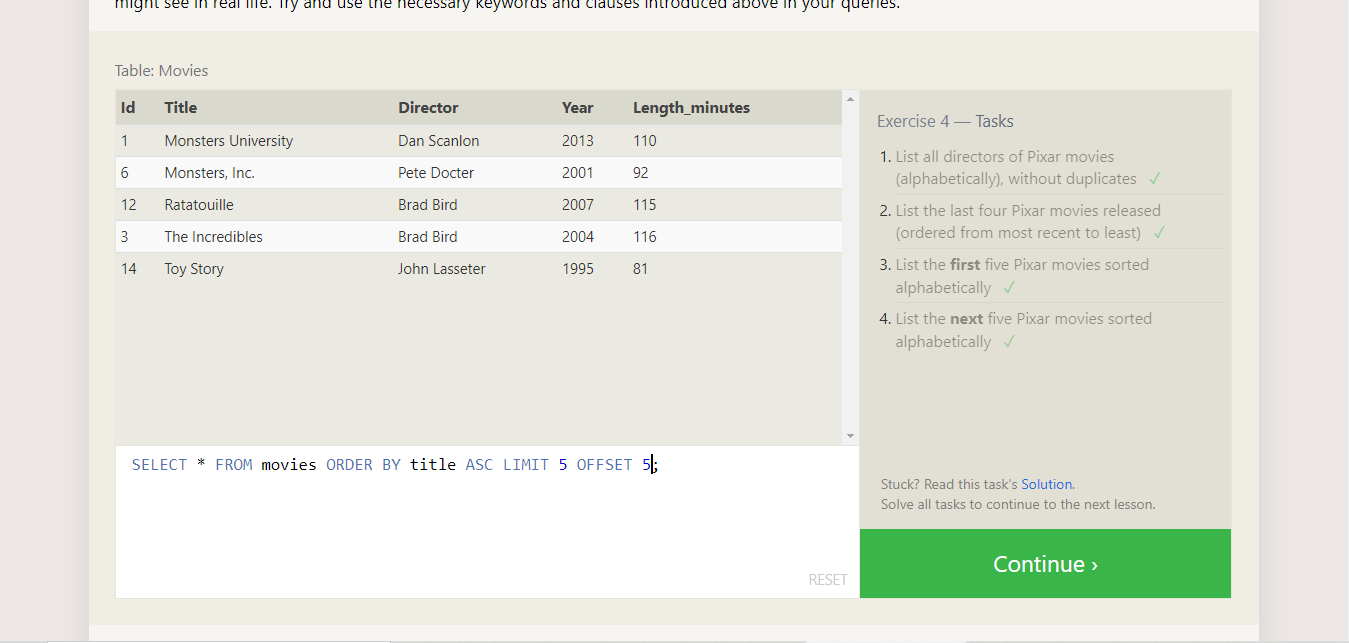 might see in real life. Try and use the necessary keywords and clauses introduced above in your queries.
Table: Movies
Id Title Director Year Length_minutes
1 Monsters University Dan Scanlon 2013 110
6 Monsters, Inc. Pete Docter 2001 92
12 Ratatouille Brad Bird 2007 115
3 The Incredibles Brad Bird 2004 116
14 Toy Story John Lasseter 1995 81
SELECT * FROM movies ORDER BY title ASC LIMIT 5 OFFSET 5;
RESET
Exercise 4 — Tasks
1. List all directors of Pixar movies
(alphabetically), without duplicates ✓
2. List the last four Pixar movies released
(ordered from most recent to least) ✓
3. List the first five Pixar movies sorted
alphabetically ✓
4. List the next five Pixar movies sorted
alphabetically ✓
Stuck? Read this task's Solution.
Solve all tasks to continue to the next lesson.
Continue ›